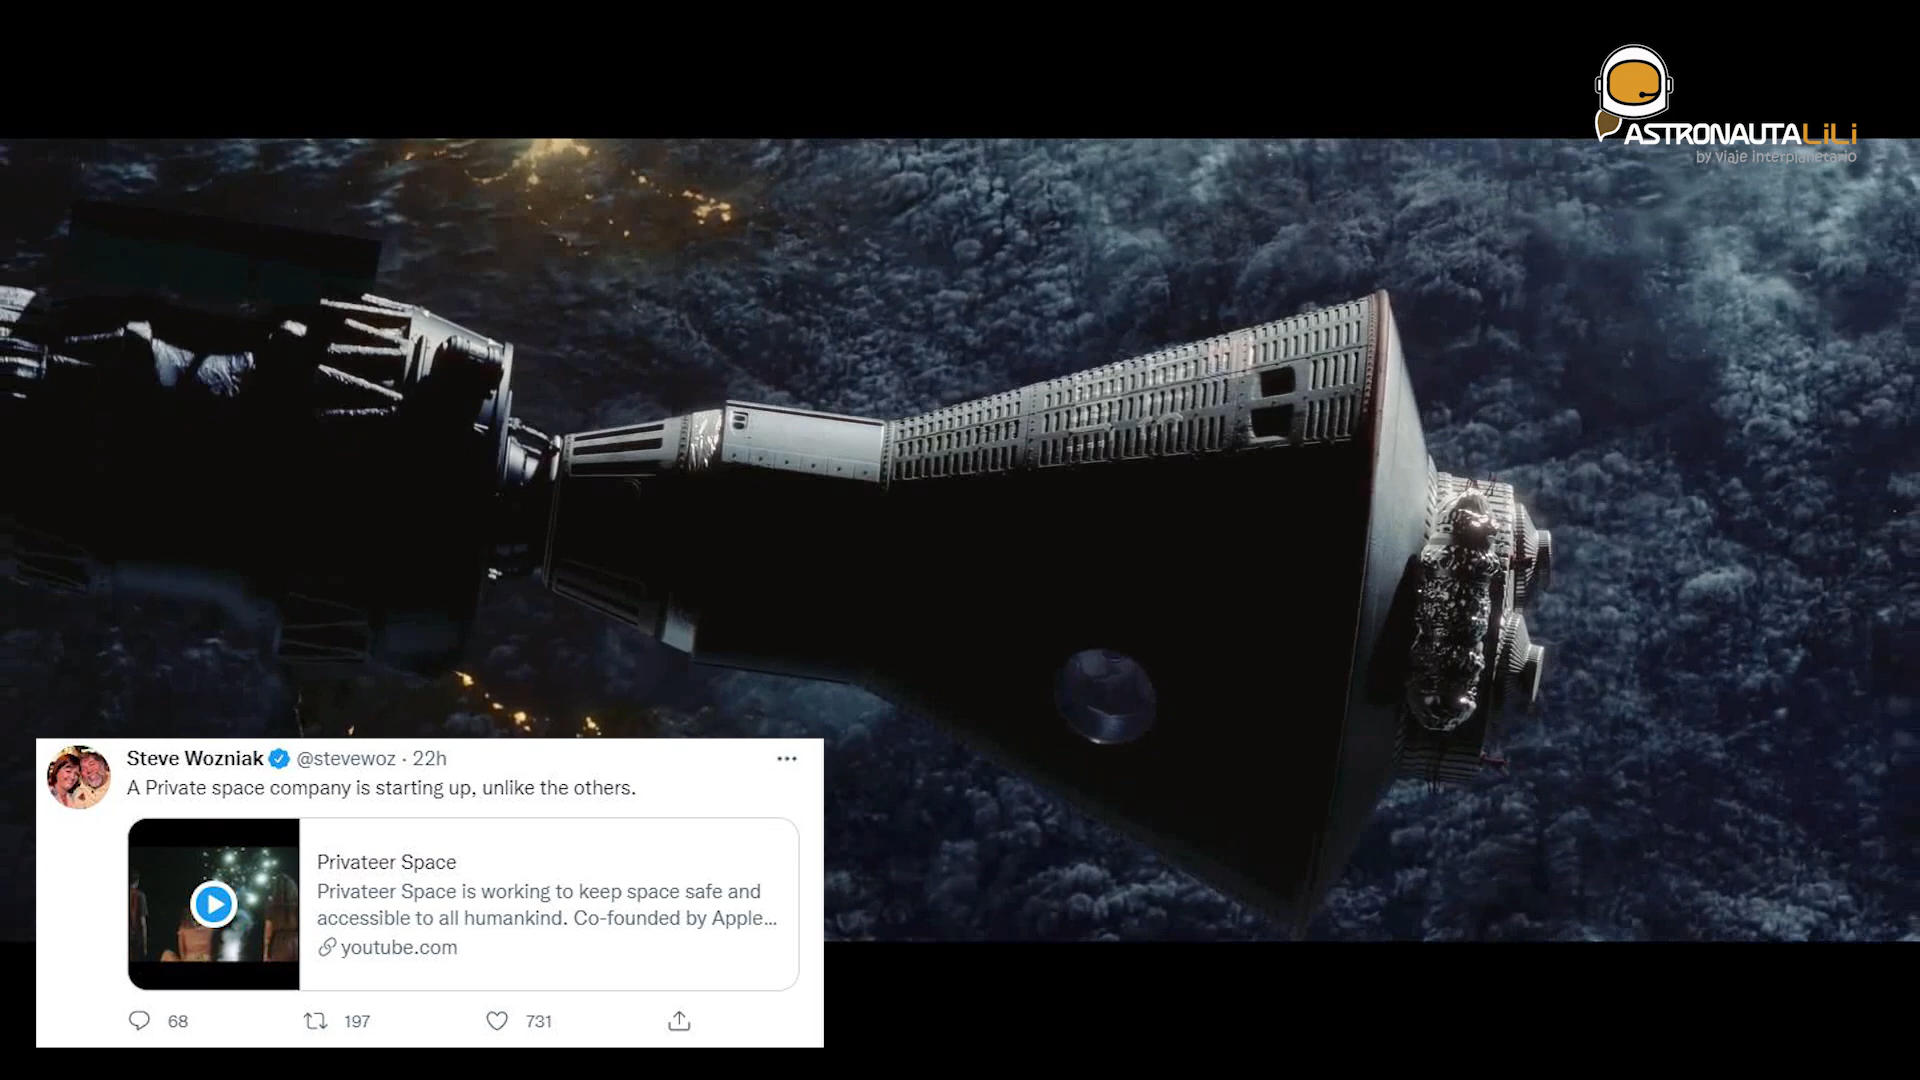 ASTRONAUTALiLi
by Viaje Interplanetario
Steve Wozniak @stevewoz · 22h
A Private space company is starting up, unlike the others.
Privateer Space
Privateer Space is working to keep space safe and
accessible to all humankind. Co-founded by Apple...
youtube.com
68 197 731